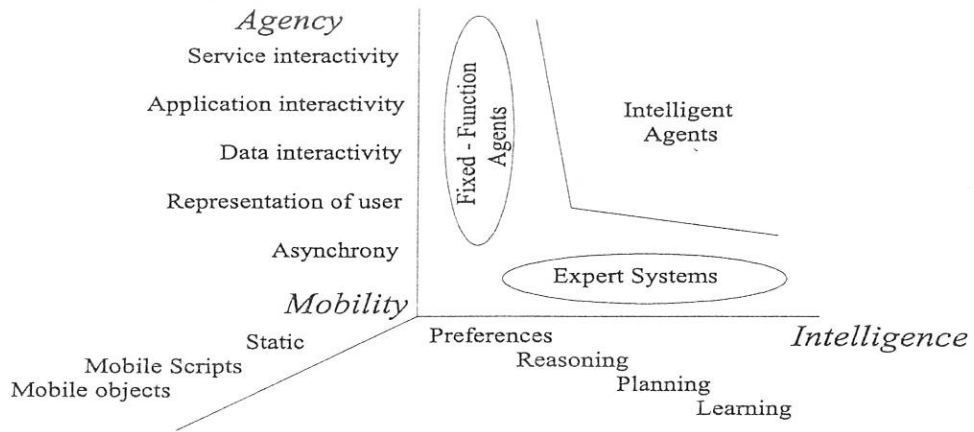 Agency
Service interactivity
Application interactivity
Data interactivity
Representation of user
Asynchrony
Fixed - Function
Agents
Intelligent
Agents
Expert Systems
Mobility
Static
Mobile Scripts
Mobile objects
Preferences
Reasoning
Planning
Learning
Intelligence